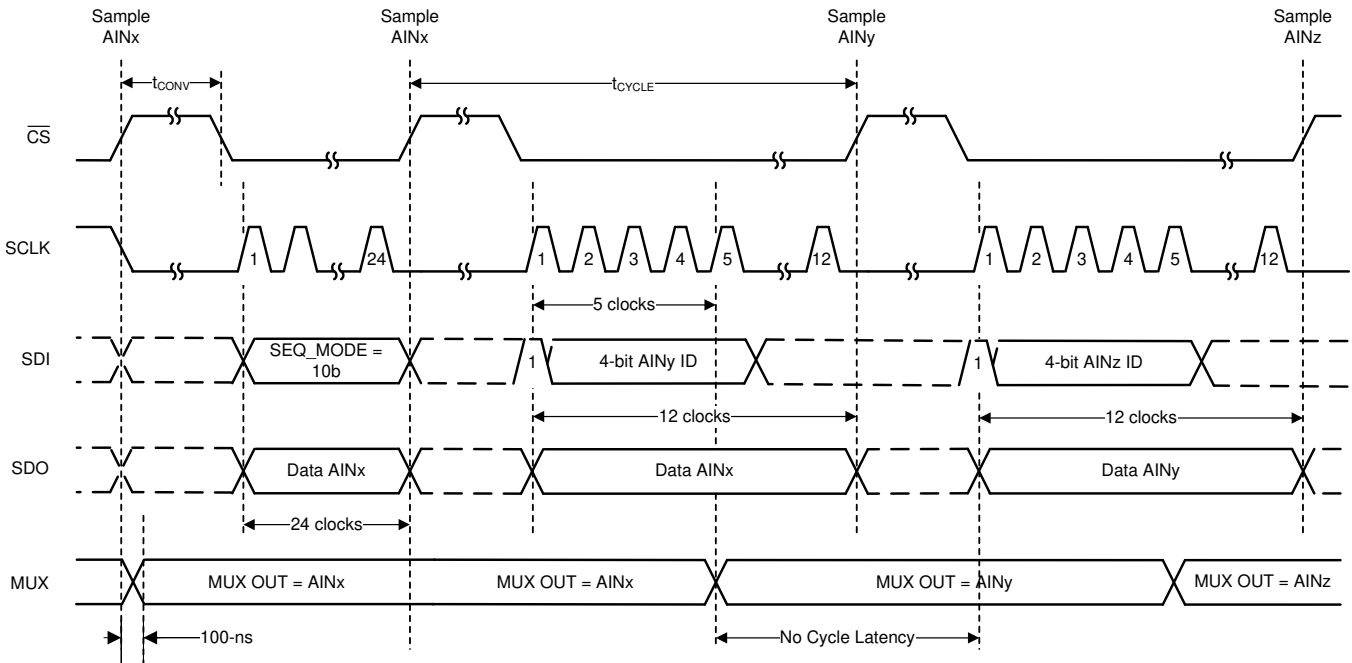 Sample
AINx
Sample
AINx
Sample
AINy
Sample
AINz
tCONV
tCYCLE
CS
SCLK
1
24
1
2
3
4
5
12
1
2
3
4
5
12
5 clocks
SDI
SEQ_MODE =
10b
1
4-bit AINy ID
1
4-bit AINz ID
12 clocks
12 clocks
SDO
Data AINx
Data AINx
Data AINy
24 clocks
MUX
MUX OUT = AINx
MUX OUT = AINx
MUX OUT = AINy
MUX OUT = AINz
100-ns
No Cycle Latency